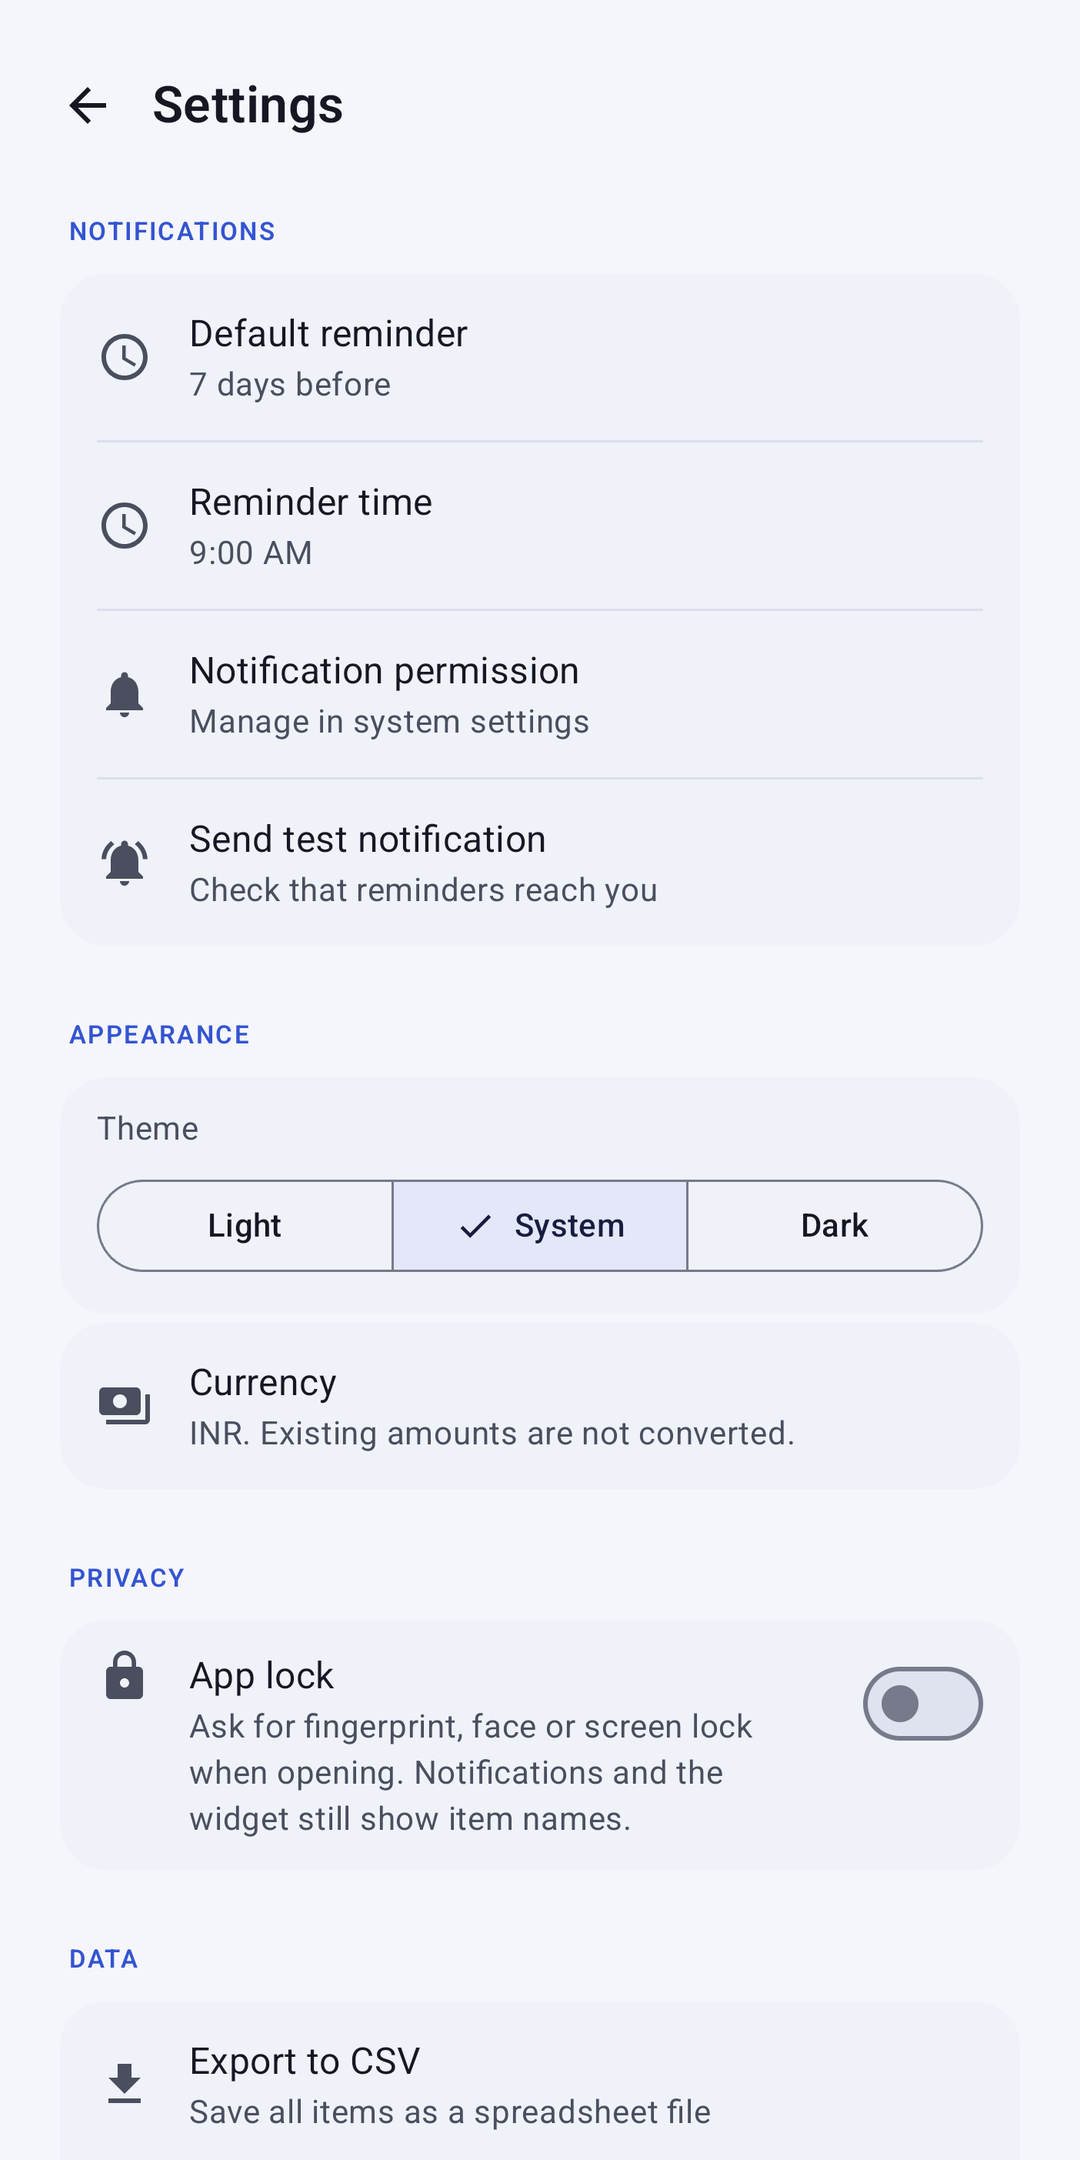 Settings
NOTIFICATIONS
Default reminder
7 days before
Reminder time
9:00 AM
Notification permission
Manage in system settings
Send test notification
Check that reminders reach you
APPEARANCE
Theme
Light
System
Dark
Currency
INR. Existing amounts are not converted.
PRIVACY
App lock
Ask for fingerprint, face or screen lock
when opening. Notifications and the
widget still show item names.
DATA
Export to CSV
Save all items as a spreadsheet file